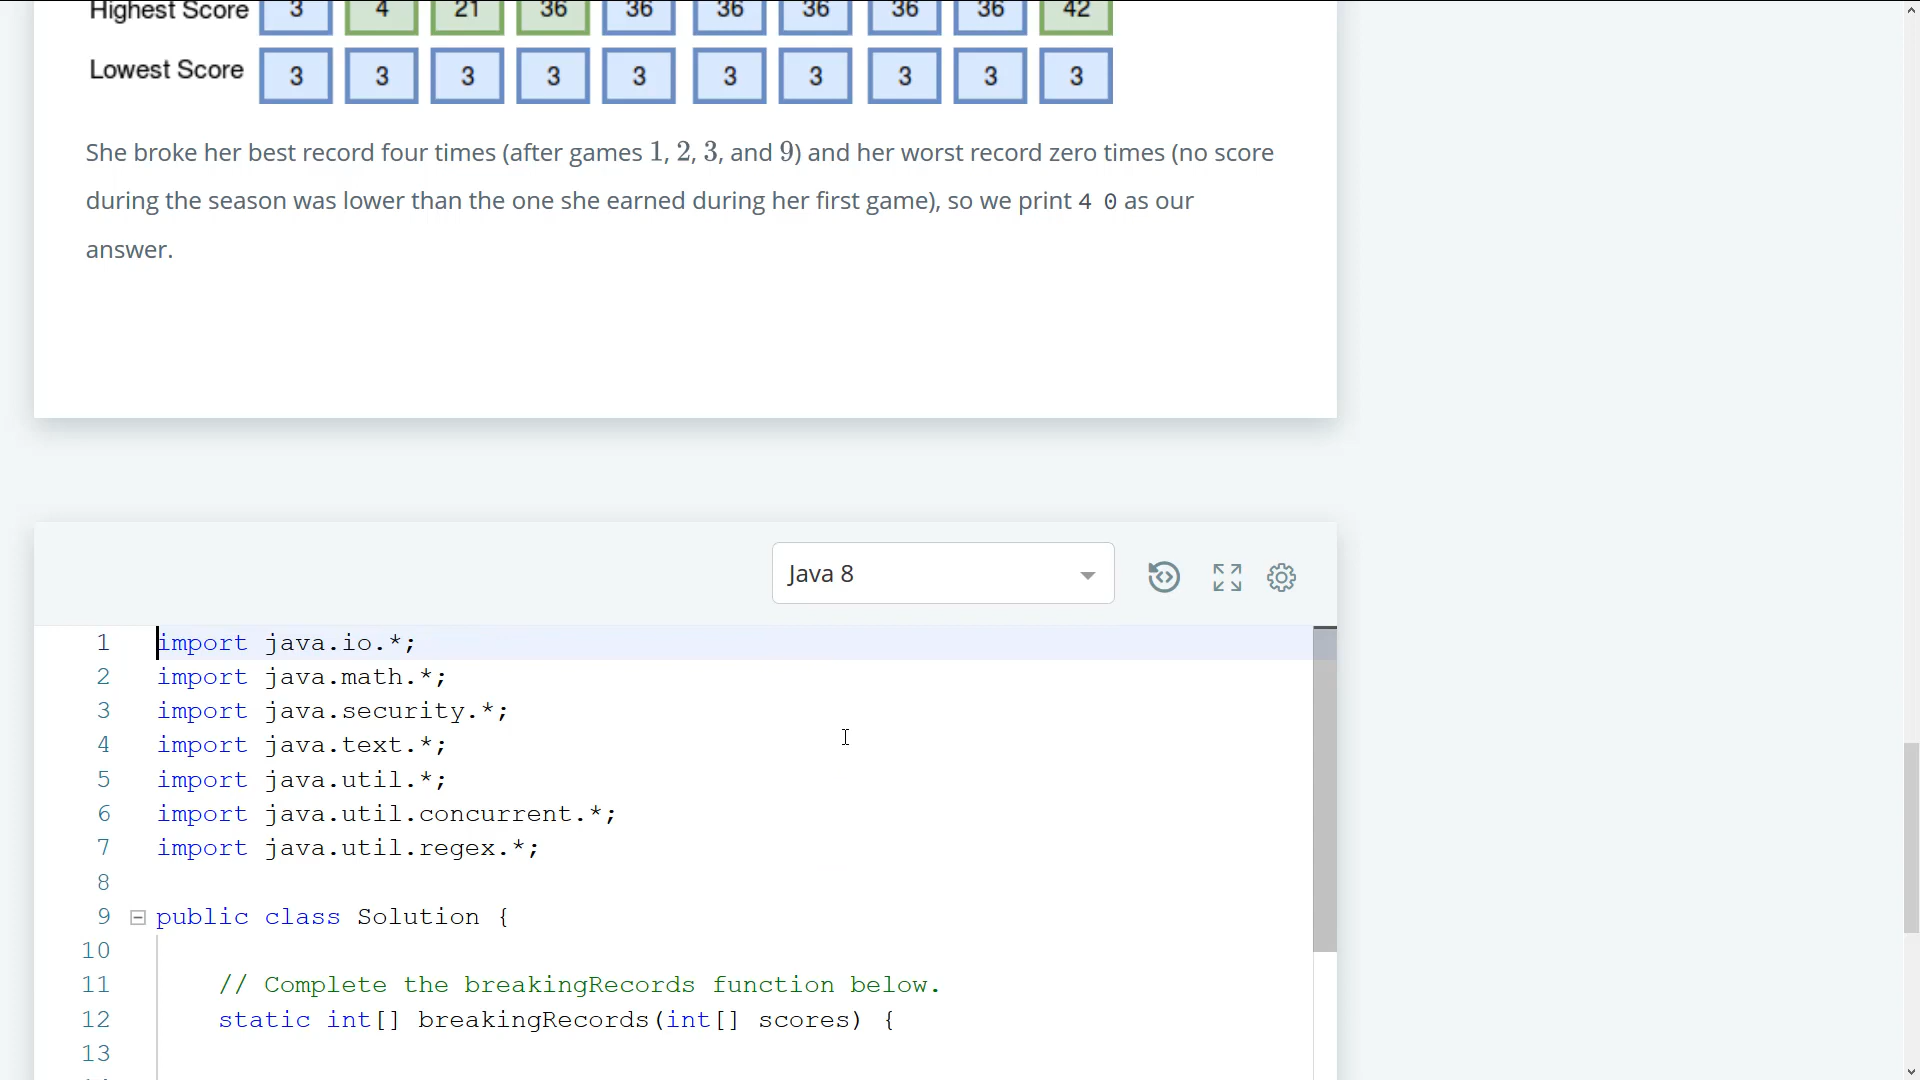 Highest Score 3 4 21 36 36 36 36 36 36 42
Lowest Score 3 3 3 3 3 3 3 3 3 3
She broke her best record four times (after games 1, 2, 3, and 9) and her worst record zero times (no score
during the season was lower than the one she earned during her first game), so we print 4 0 as our
answer.
Java 8
1 import java.io.*;
2 import java.math.*;
3 import java.security.*;
4 import java.text.*;
5 import java.util.*;
6 import java.util.concurrent.*;
7 import java.util.regex.*;
8
9 public class Solution {
10
11 // Complete the breakingRecords function below.
12 static int[] breakingRecords(int[] scores) {
13